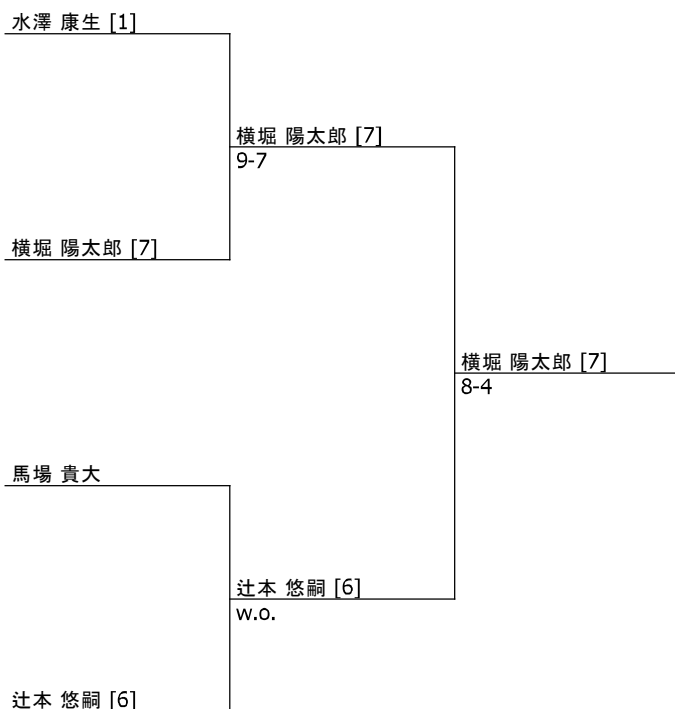 水澤 康生 [1]
横堀 陽太郎 [7]
9-7
横堀 陽太郎 [7]
横堀 陽太郎 [7]
8-4
馬場 貴大
辻本 悠嗣 [6]
w.o.
辻本 悠嗣 [6]